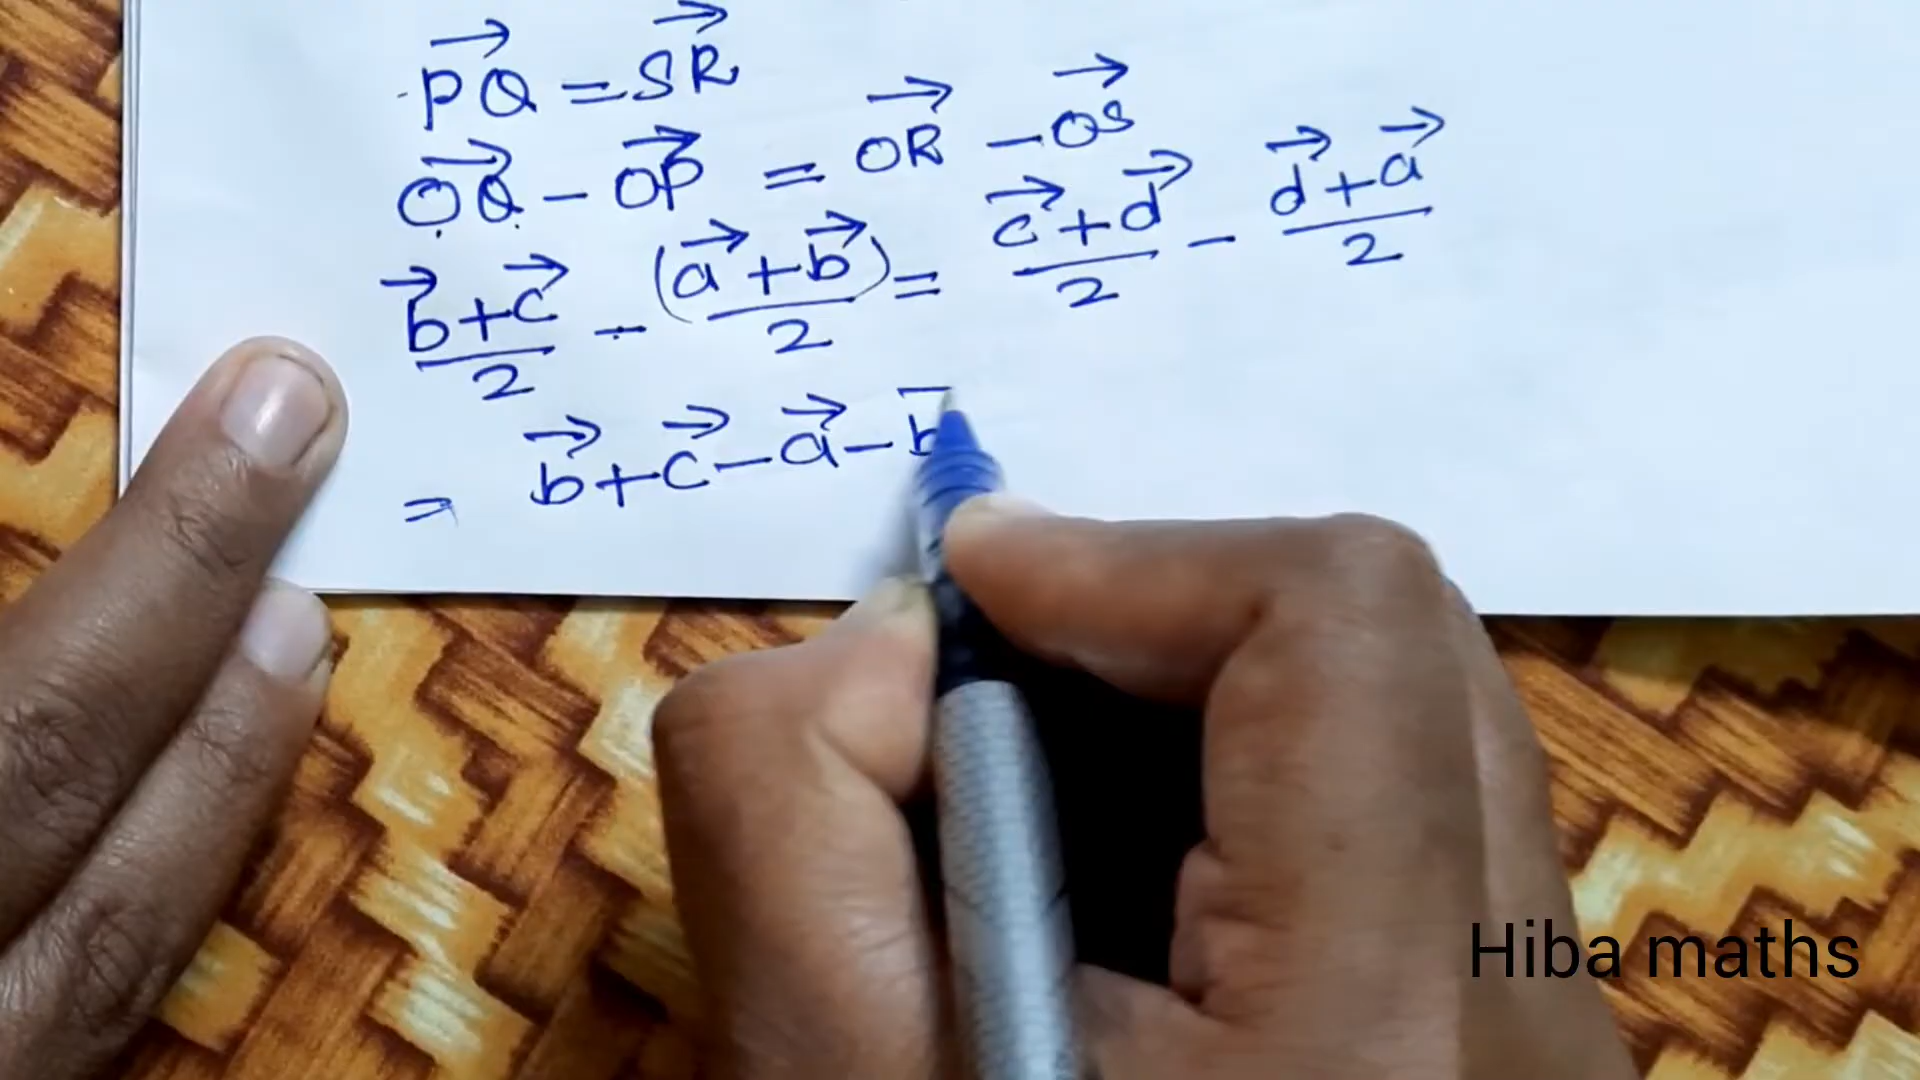 →PQ = →SR
→OQ − →OP = →OR − →OS
(→b + →c)/2 − (→a + →b)/2 = (→c + →d)/2 − (→d + →a)/2
= →b + →c − →a − →b
Hiba maths